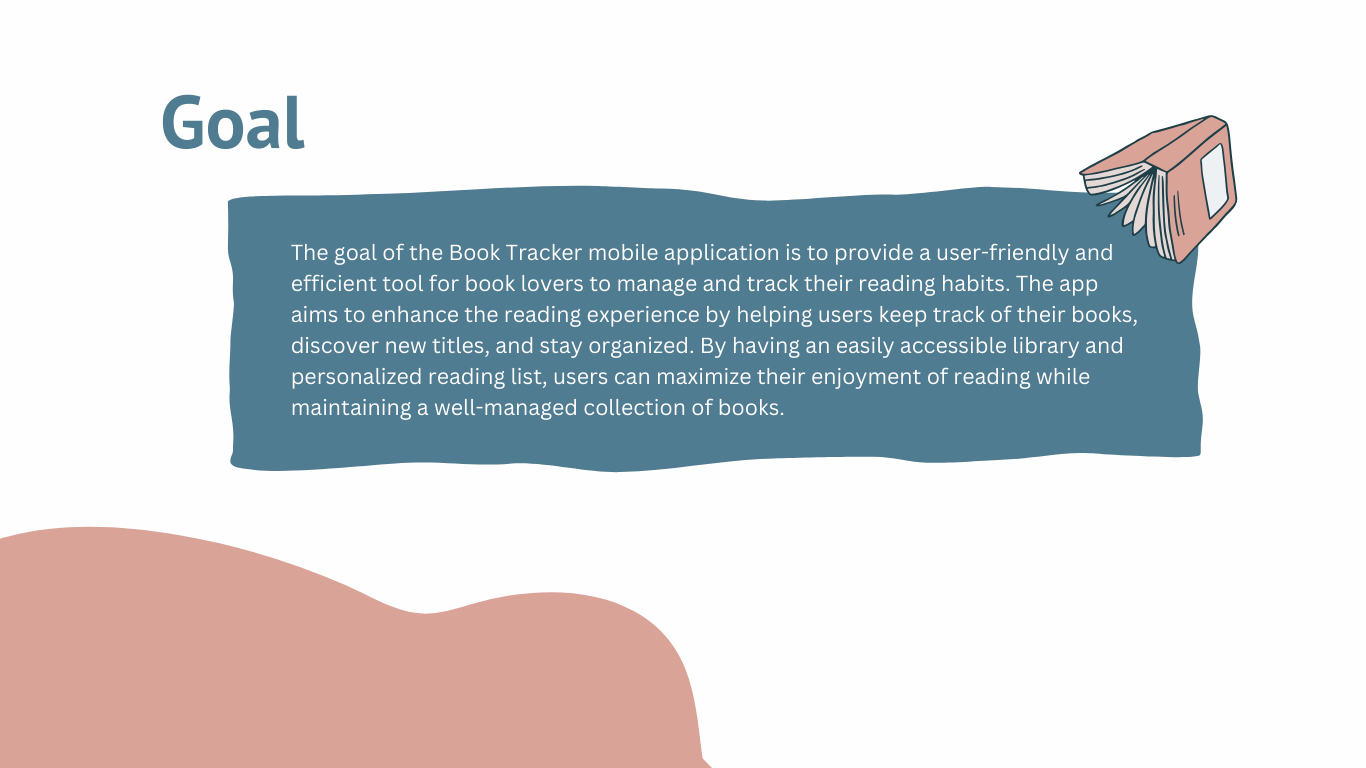 Goal
The goal of the Book Tracker mobile application is to provide a user-friendly and
efficient tool for book lovers to manage and track their reading habits. The app
aims to enhance the reading experience by helping users keep track of their books,
discover new titles, and stay organized. By having an easily accessible library and
personalized reading list, users can maximize their enjoyment of reading while
maintaining a well-managed collection of books.